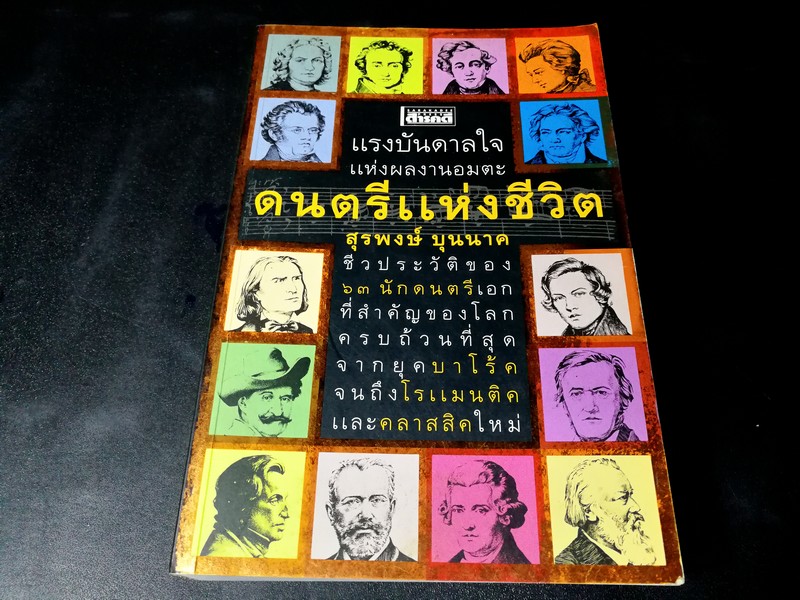 สารคดี
แรงบันดาลใจ
แห่งผลงานอมตะ
ดนตรีแห่งชีวิต
สุรพงษ์ บุนนาค
ชีวประวัติของ
๖๓ นักดนตรีเอก
ที่สำคัญของโลก
ครบถ้วนที่สุด
จากยุคบาโร้ค
จนถึงโรแมนติค
และคลาสสิคใหม่